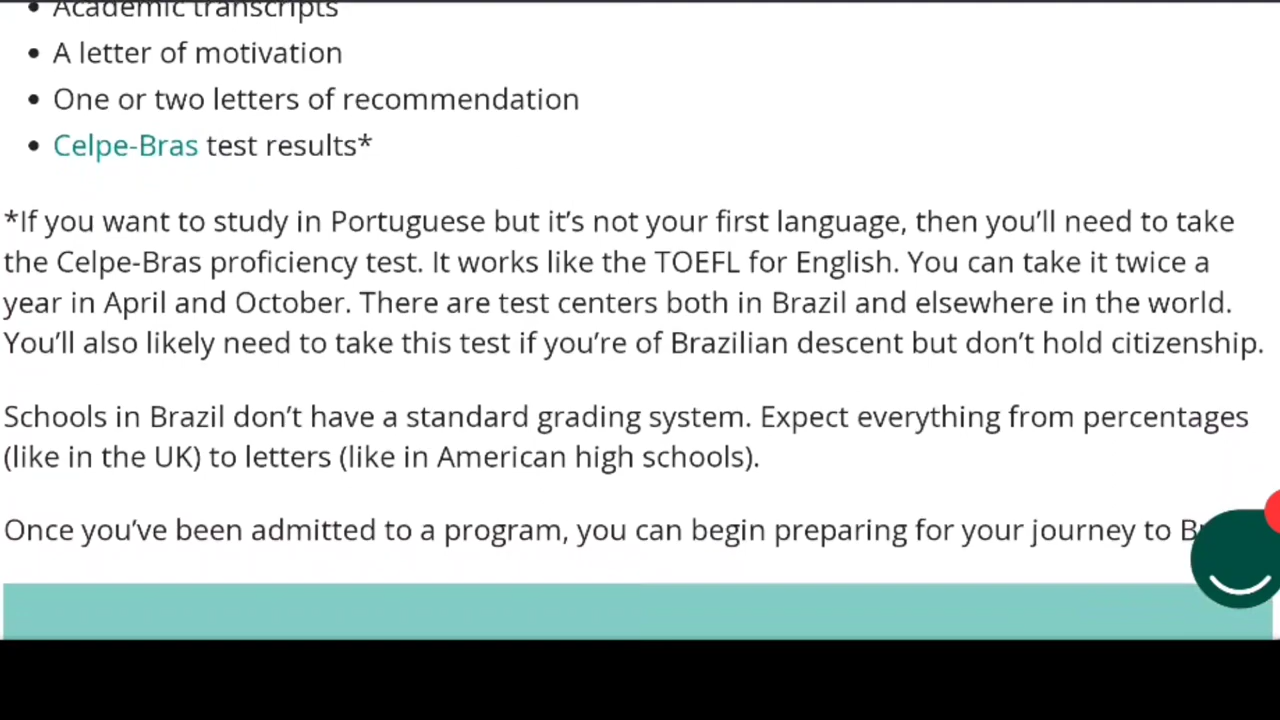 Academic transcripts
A letter of motivation
One or two letters of recommendation
Celpe-Bras test results*
*If you want to study in Portuguese but it’s not your first language, then you’ll need to take
the Celpe-Bras proficiency test. It works like the TOEFL for English. You can take it twice a
year in April and October. There are test centers both in Brazil and elsewhere in the world.
You’ll also likely need to take this test if you’re of Brazilian descent but don’t hold citizenship.
Schools in Brazil don’t have a standard grading system. Expect everything from percentages
(like in the UK) to letters (like in American high schools).
Once you’ve been admitted to a program, you can begin preparing for your journey to